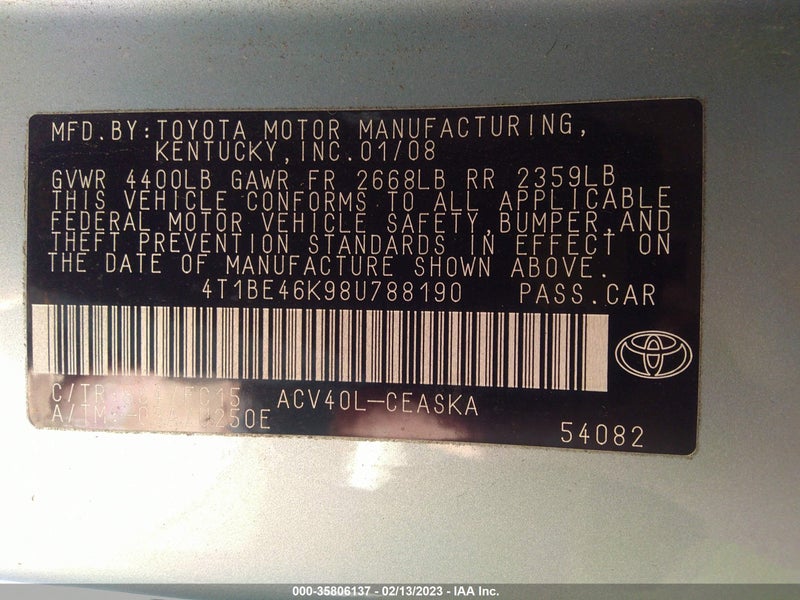 MFD.BY:TOYOTA MOTOR MANUFACTURING,
KENTUCKY,INC.01/08
GVWR 4400LB GAWR FR 2668LB RR 2359LB
THIS VEHICLE CONFORMS TO ALL APPLICABLE
FEDERAL MOTOR VEHICLE SAFETY,BUMPER,AND
THEFT PREVENTION STANDARDS IN EFFECT ON
THE DATE OF MANUFACTURE SHOWN ABOVE.
4T1BE46K98U788190 PASS.CAR
C/TR: ACV40L-CEASKA
A/TM:
54082
000-35806137 - 02/13/2023 - IAA Inc.